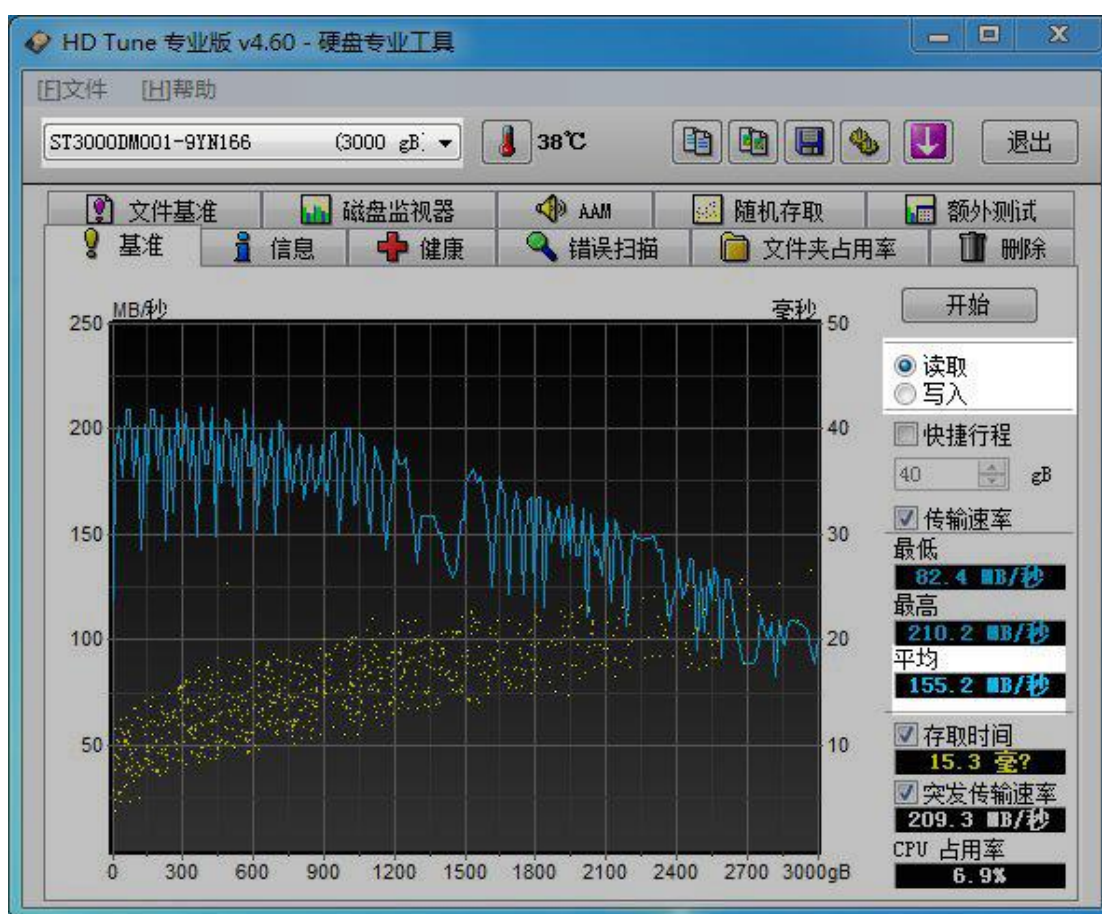 HD Tune 专业版 v4.60 - 硬盘专业工具
[F]文件 [H]帮助
ST3000DM001-9YN166 (3000 gB) 38℃ 退出
文件基准 磁盘监视器 AAM 随机存取 额外测试
基准 信息 健康 错误扫描 文件夹占用率 删除
MB/秒 毫秒 开始
250 50
读取
写入
200 40
快捷行程
40 gB
传输速率
150 30
最低
82.4 MB/秒
最高
100 20
210.2 MB/秒
平均
155.2 MB/秒
50 10
存取时间
15.3 毫?
突发传输速率
209.3 MB/秒
CPU 占用率
6.9%
0 300 600 900 1200 1500 1800 2100 2400 2700 3000gB